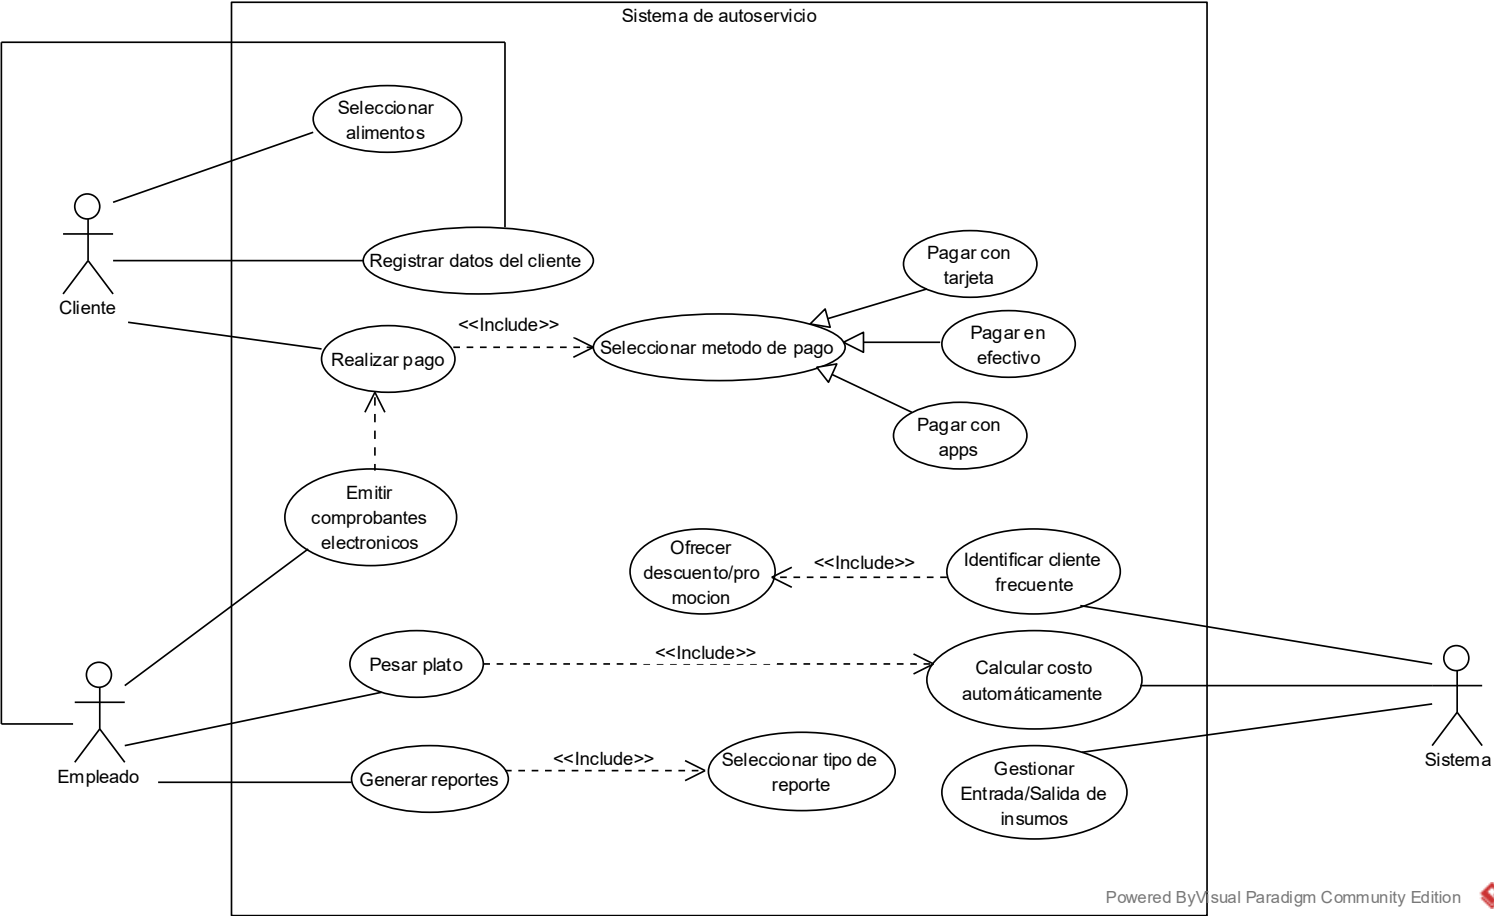 Sistema de autoservicio
Seleccionar
alimentos
Cliente
Registrar datos del cliente
Realizar pago
<<Include>>
Seleccionar metodo de pago
Pagar con
tarjeta
Pagar en
efectivo
Pagar con
apps
Emitir
comprobantes
electronicos
Ofrecer
descuento/pro
mocion
<<Include>>
Identificar cliente
frecuente
Pesar plato
<<Include>>
Calcular costo
automáticamente
Empleado
Generar reportes
<<Include>>
Seleccionar tipo de
reporte
Gestionar
Entrada/Salida de
insumos
Sistema
Powered ByVisual Paradigm Community Edition